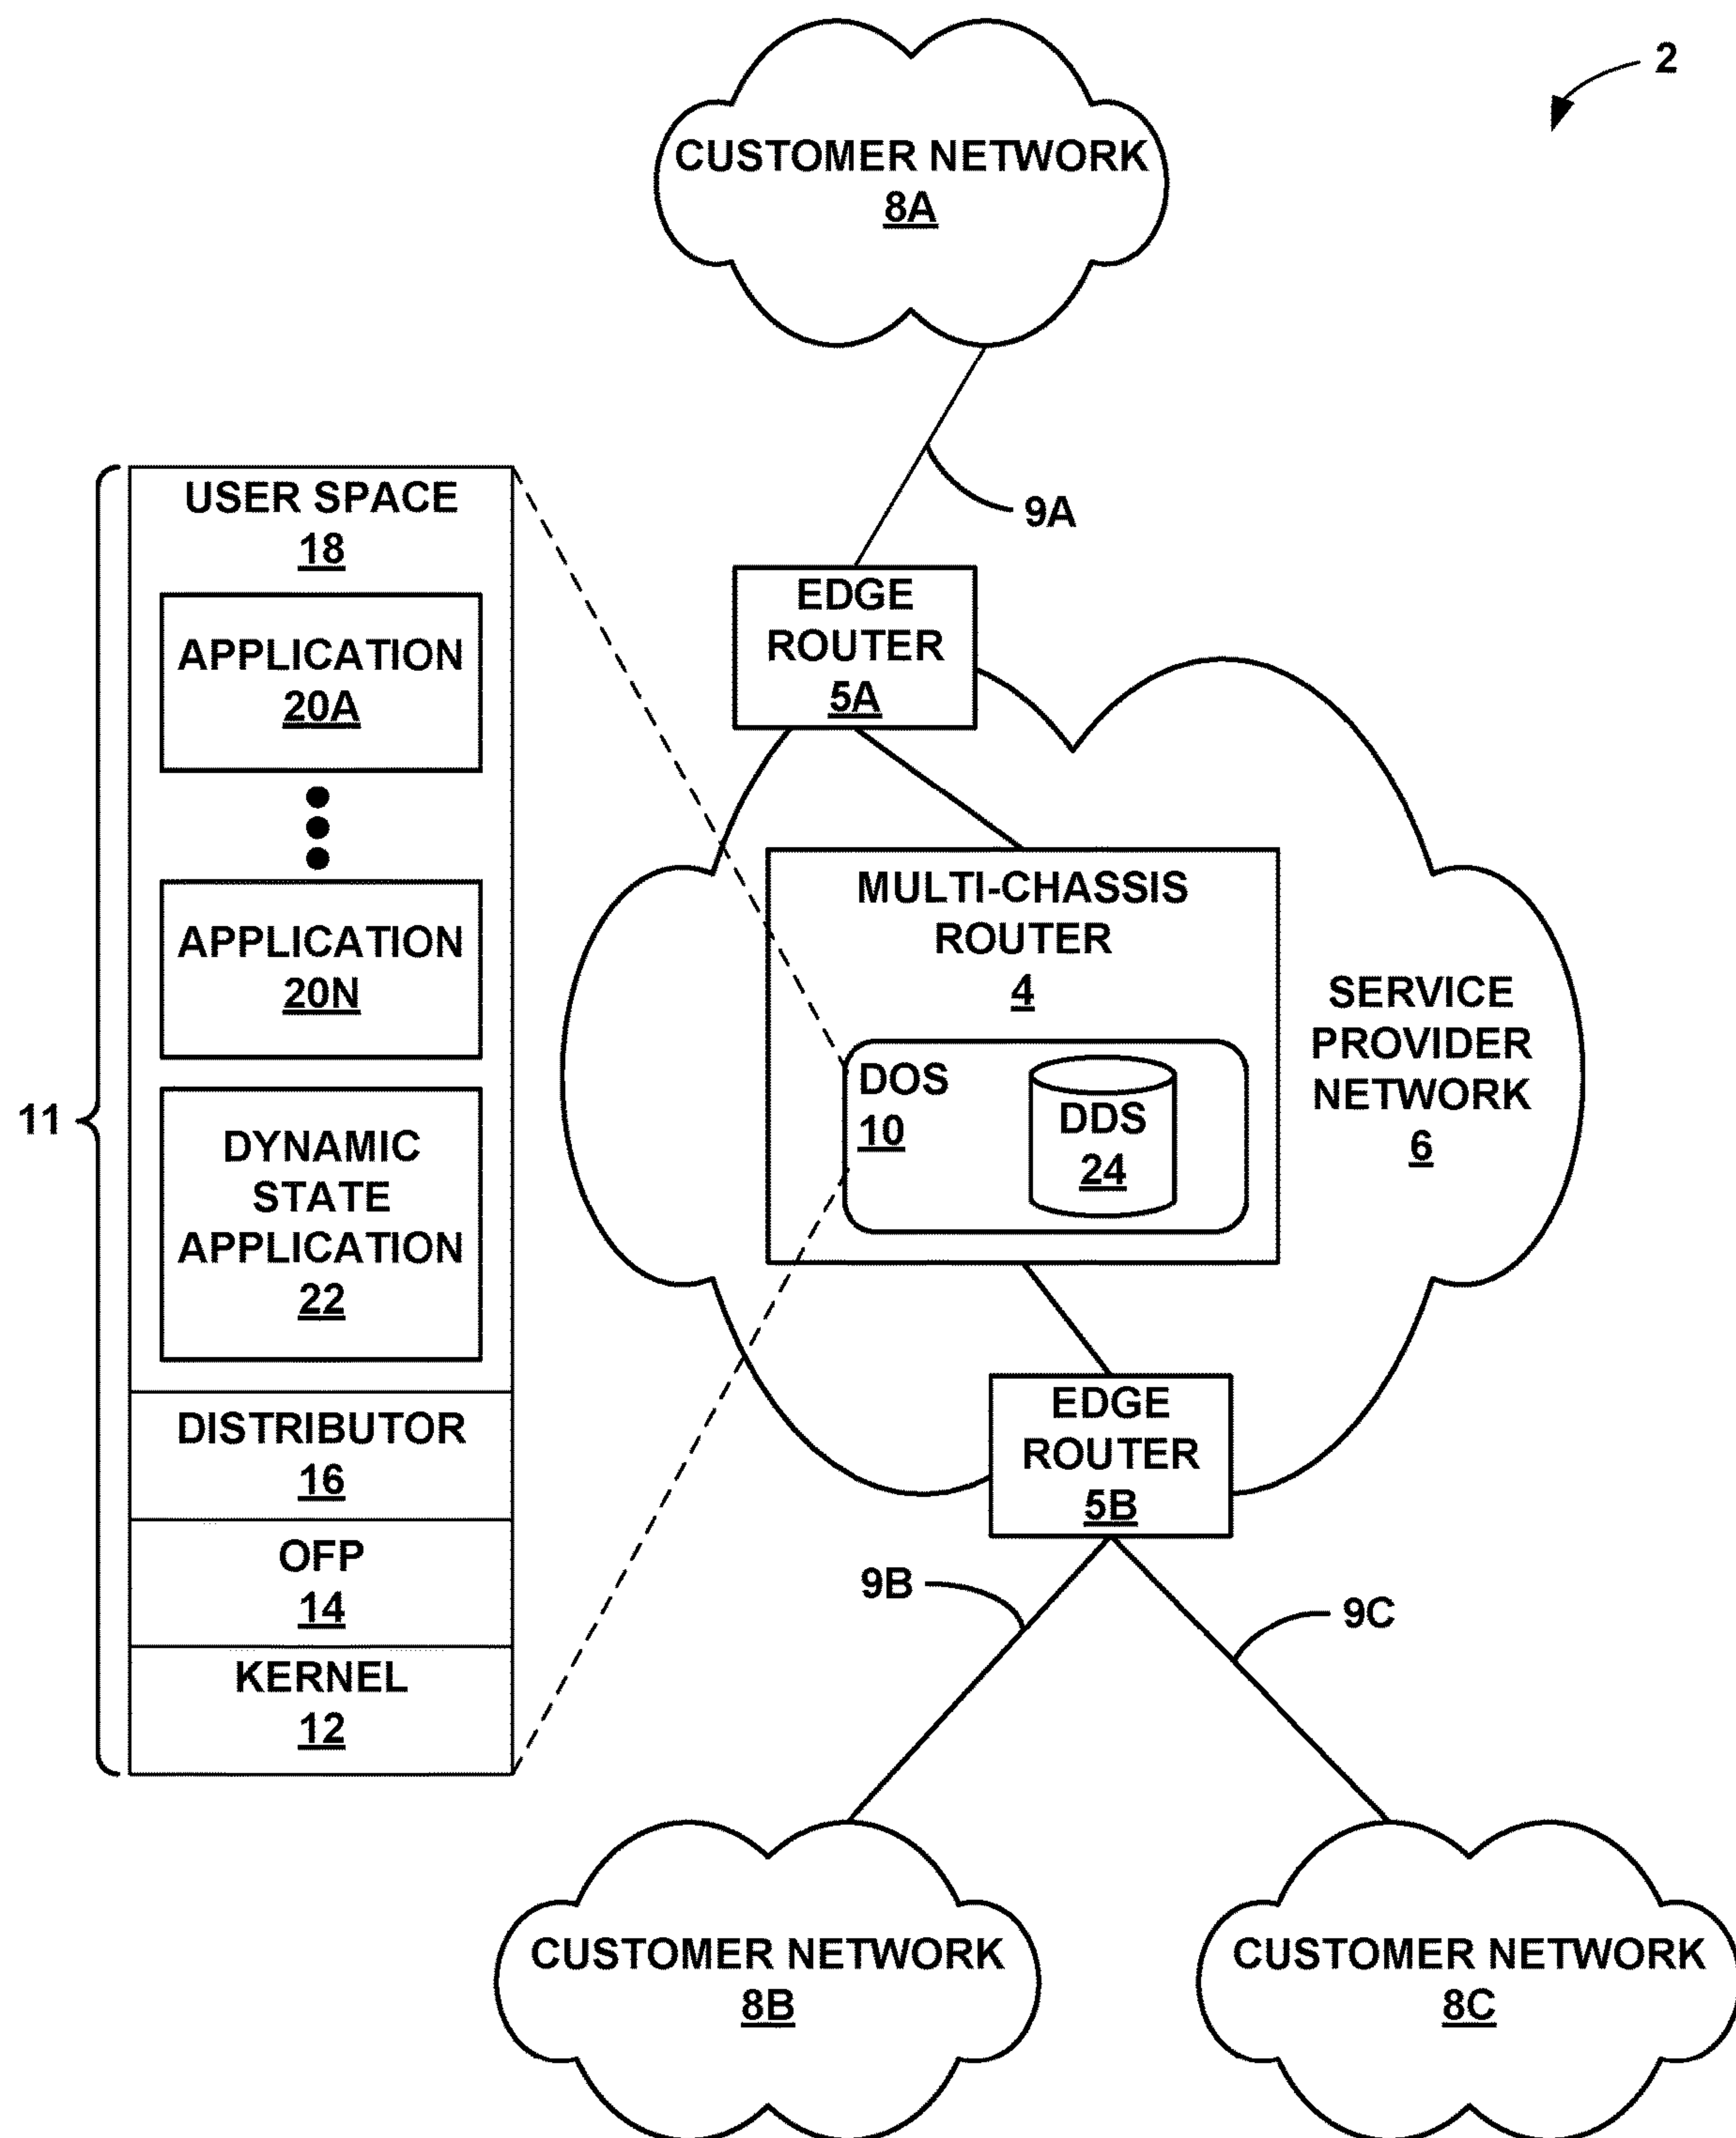 2
CUSTOMER NETWORK
8A
9A
USER SPACE
18
APPLICATION
20A
APPLICATION
20N
DYNAMIC
STATE
APPLICATION
22
DISTRIBUTOR
16
OFP
14
KERNEL
12
11
EDGE
ROUTER
5A
MULTI-CHASSIS
ROUTER
4
DOS
10
DDS
24
SERVICE
PROVIDER
NETWORK
6
EDGE
ROUTER
5B
9B
9C
CUSTOMER NETWORK
8B
CUSTOMER NETWORK
8C